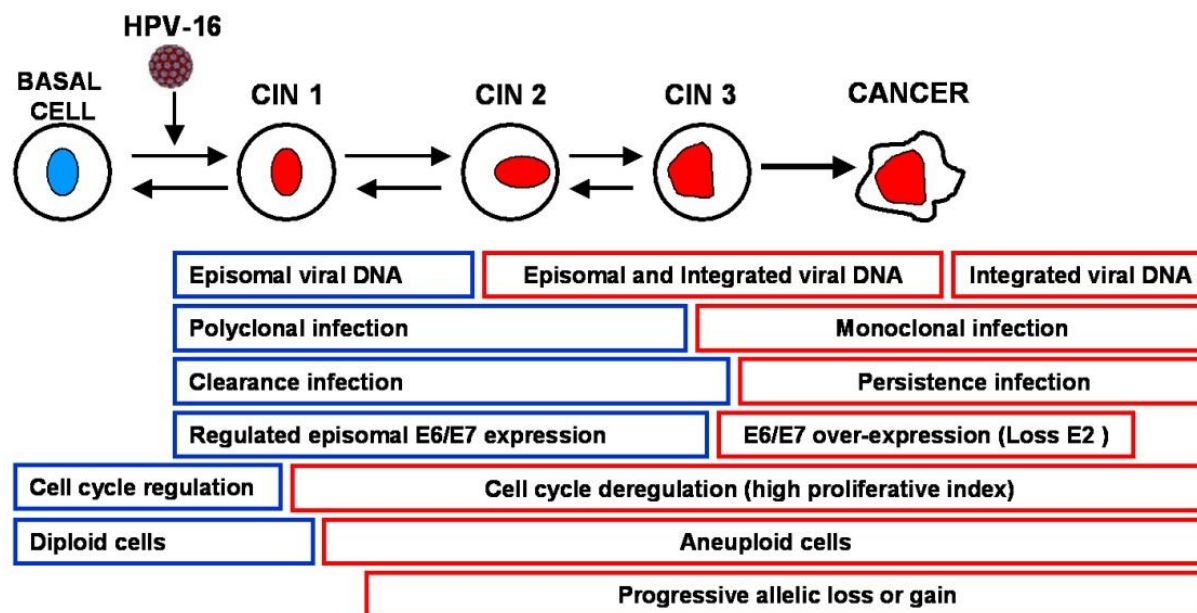 HPV-16
BASAL
CELL
CIN 1
CIN 2
CIN 3
CANCER
Episimal viral DNA
Episomal and Integrated viral DNA
Integrated viral DNA
Polyclonal infection
Monoclonal infection
Clearance infection
Persistence infection
Regulated episomal E6/E7 expression
E6/E7 over-expression (Loss E2 )
Cell cycle regulation
Cell cycle deregulation (high proliferative index)
Diploid cells
Aneuploid cells
Progressive allelic loss or gain